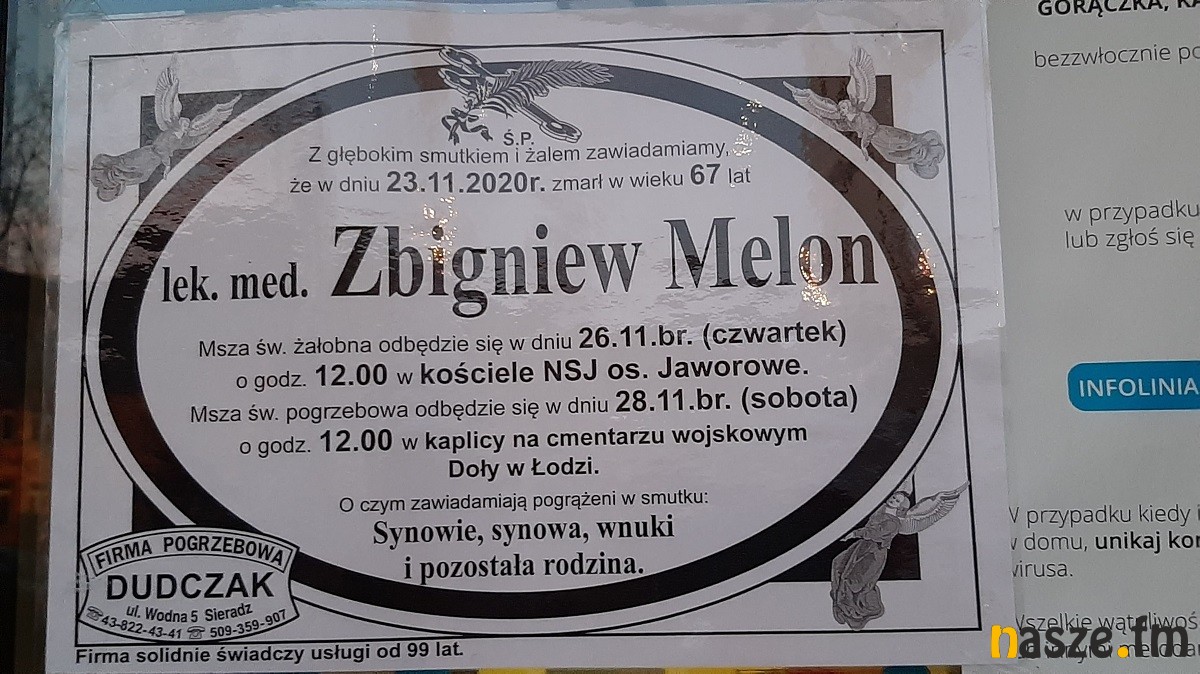 Ś.P.
Z głębokim smutkiem i żalem zawiadamiamy,
że w dniu 23.11.2020r. zmarł w wieku 67 lat
lek. med. Zbigniew Melon
Msza św. żałobna odbędzie się w dniu 26.11.br. (czwartek)
o godz. 12.00 w kościele NSJ os. Jaworowe.
Msza św. pogrzebowa odbędzie się w dniu 28.11.br. (sobota)
o godz. 12.00 w kaplicy na cmentarzu wojskowym
Doły w Łodzi.
O czym zawiadamiają pogrążeni w smutku:
Synowie, synowa, wnuki
i pozostała rodzina.
FIRMA POGRZEBOWA
DUDCZAK
ul. Wodna 5 Sieradz
☎43-822-43-41 ☎ 509-359-907
Firma solidnie świadczy usługi od 99 lat.
GORĄCZKA,
bezzwłocznie
w przypadku
lub zgłoś się
INFOLINIA
W przypadku kiedy
w domu, unikaj
wirusa.
Wszelkie
nasze.fm